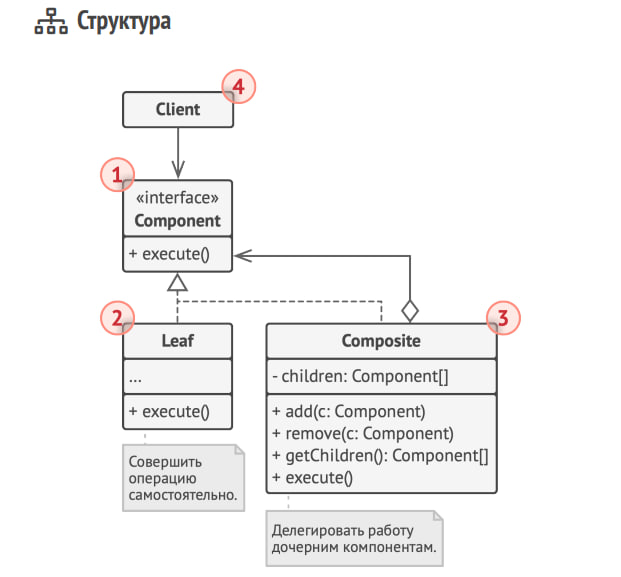 Структура
4
Client
1
«interface»
Component
+ execute()
2
Leaf
...
+ execute()
Совершить
операцию
самостоятельно.
3
Composite
- children: Component[]
+ add(c: Component)
+ remove(c: Component)
+ getChildren(): Component[]
+ execute()
Делегировать работу
дочерним компонентам.